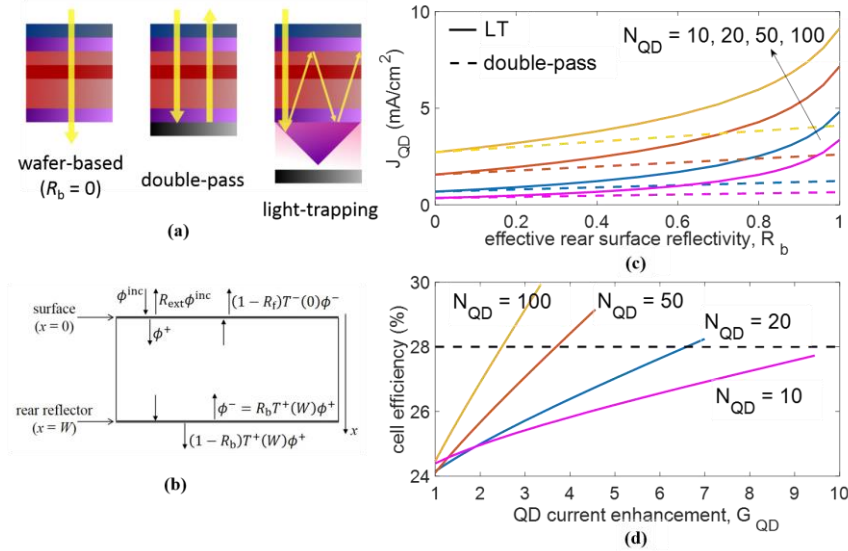 wafer-based
(R_b = 0)
double-pass
light-trapping
(a)
ϕ^inc
R_ext ϕ^inc
(1 − R_f)T^−(0)ϕ^−
surface
(x = 0)
ϕ^+
rear reflector
(x = W)
ϕ^− = R_b T^+(W)ϕ^+
(1 − R_b)T^+(W)ϕ^+
x
(b)
J_QD (mA/cm^2)
10
5
0
LT
double-pass
N_QD = 10, 20, 50, 100
0 0.2 0.4 0.6 0.8 1
effective rear surface reflectivity, R_b
(c)
cell efficiency (%)
30
28
26
24
N_QD = 100
N_QD = 50
N_QD = 20
N_QD = 10
1 2 3 4 5 6 7 8 9 10
QD current enhancement, G_QD
(d)